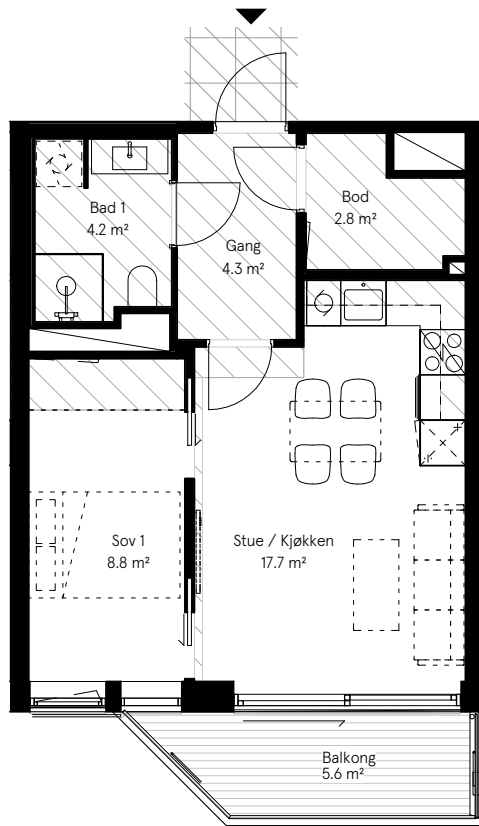 Bad 1
4.2 m²
Bod
2.8 m²
Gang
4.3 m²
Sov 1
8.8 m²
Stue / Kjøkken
17.7 m²
Balkong
5.6 m²